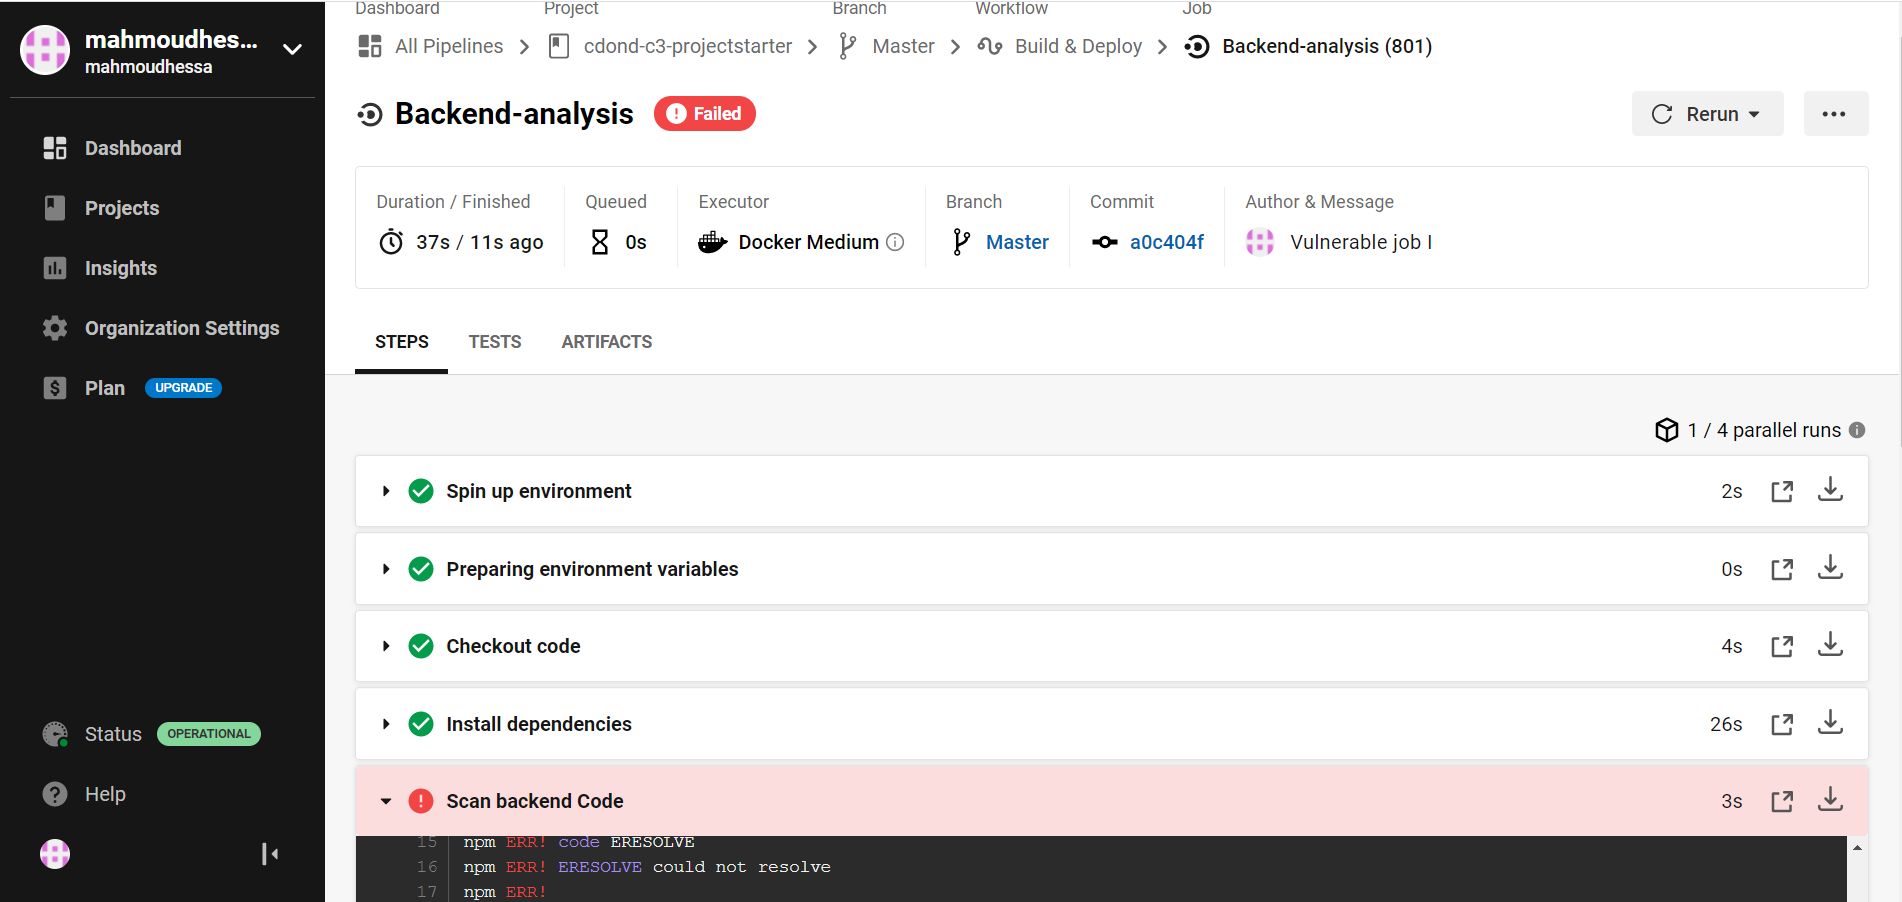 mahmoudhes...
mahmoudhessa
Dashboard
Projects
Insights
Organization Settings
Plan UPGRADE
Status OPERATIONAL
Help
Dashboard Project Branch Workflow Job
All Pipelines cdond-c3-projectstarter Master Build & Deploy Backend-analysis (801)
Backend-analysis Failed
Rerun
Duration / Finished Queued Executor Branch Commit Author & Message
37s / 11s ago 0s Docker Medium Master a0c404f Vulnerable job I
STEPS TESTS ARTIFACTS
1 / 4 parallel runs
Spin up environment 2s
Preparing environment variables 0s
Checkout code 4s
Install dependencies 26s
Scan backend Code 3s
15 npm ERR! code ERESOLVE
16 npm ERR! ERESOLVE could not resolve
17 npm ERR!